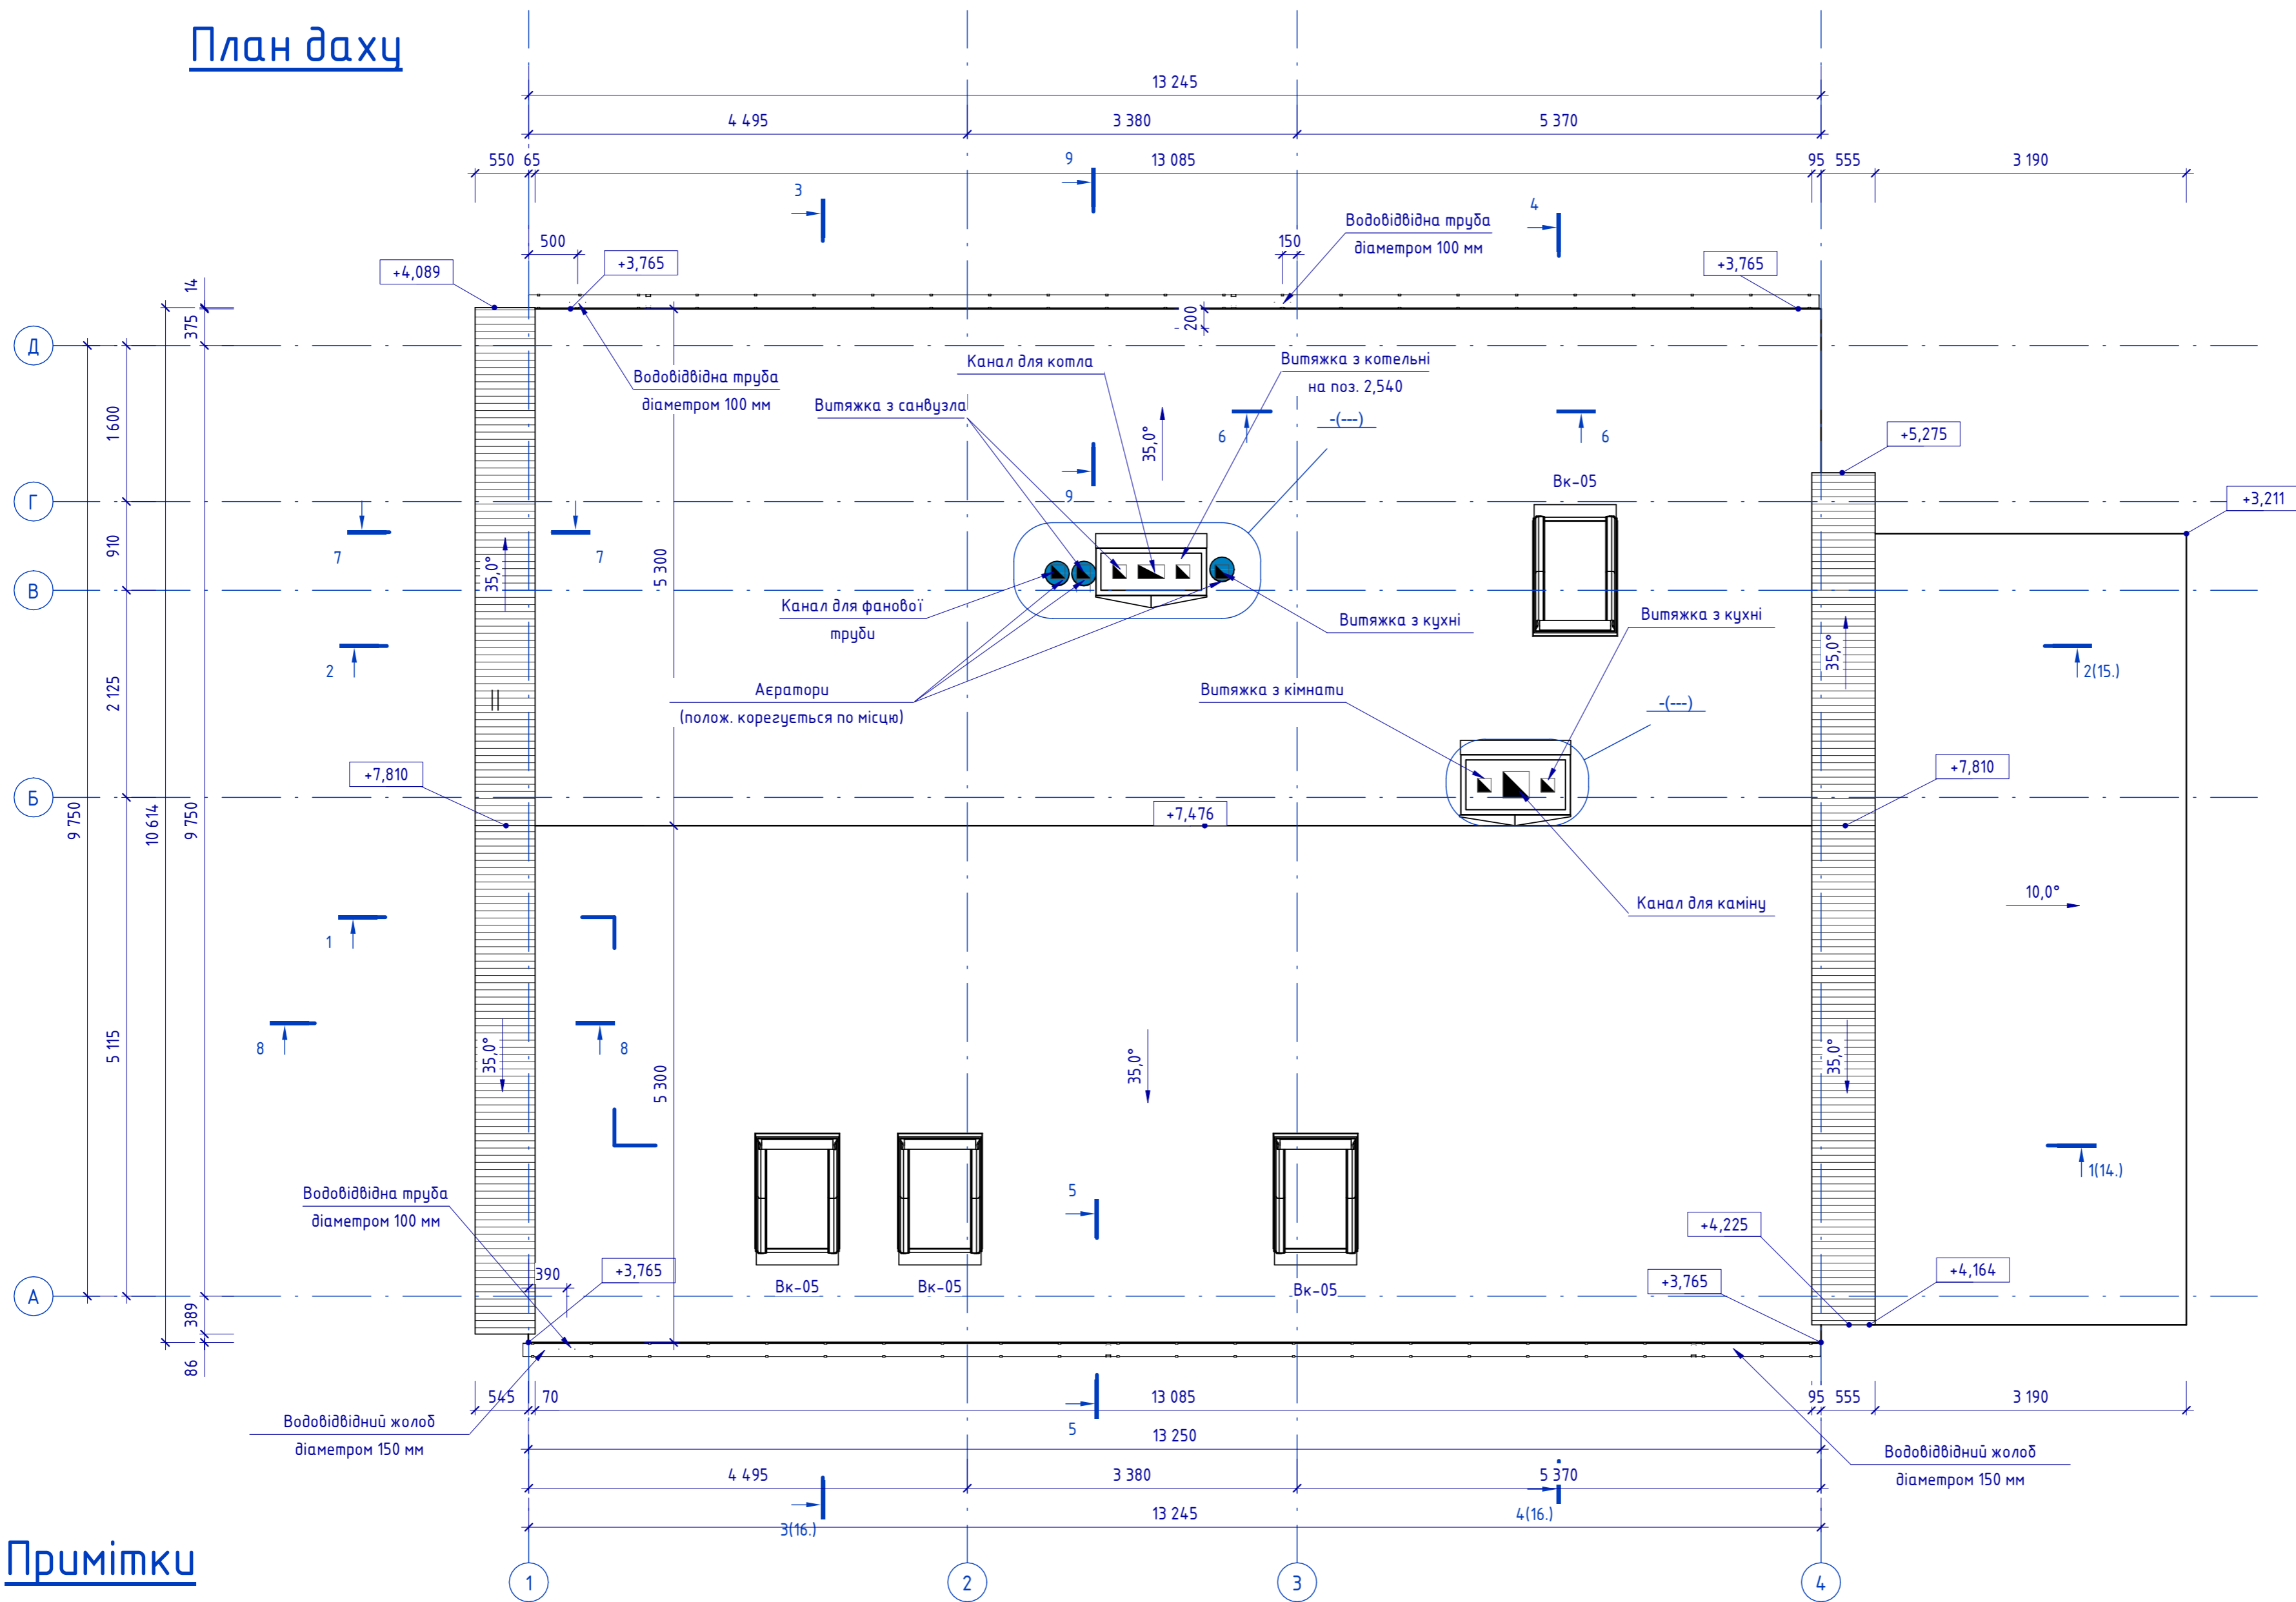 План даху
13 245
4 495
3 380
5 370
550
65
13 085
95
555
3 190
9
3
4
500
150
Водовідвідна труба
діаметром 100 мм
+4,089
+3,765
+3,765
14
375
200
Д
Водовідвідна труба
діаметром 100 мм
Канал для котла
Витяжка з котельні
на поз. 2,540
Витяжка з санвузла
1 600
35,0°
6
-(---)
6
+5,275
Вк-05
Г
9
+3,211
7
7
910
35,0°
5 300
В
Канал для фанової
труби
Витяжка з кухні
Витяжка з кухні
35,0°
2
2(15.)
2 125
Аєратори
(полож. корегується по місцю)
Витяжка з кімнати
-(---)
+7,810
+7,810
Б
9 750
10 614
9 750
+7,476
10,0°
Канал для каміну
1
5 115
8
8
35,0°
5 300
35,0°
35,0°
Водовідвідна труба
діаметром 100 мм
1(14.)
5
+4,225
+3,765
390
+3,765
+4,164
Вк-05
Вк-05
Вк-05
А
389
86
545
70
13 085
95
555
3 190
Водовідвідний жолоб
діаметром 150 мм
5
13 250
Водовідвідний жолоб
діаметром 150 мм
4 495
3 380
5 370
3(16.)
13 245
4(16.)
Примітки
1
2
3
4